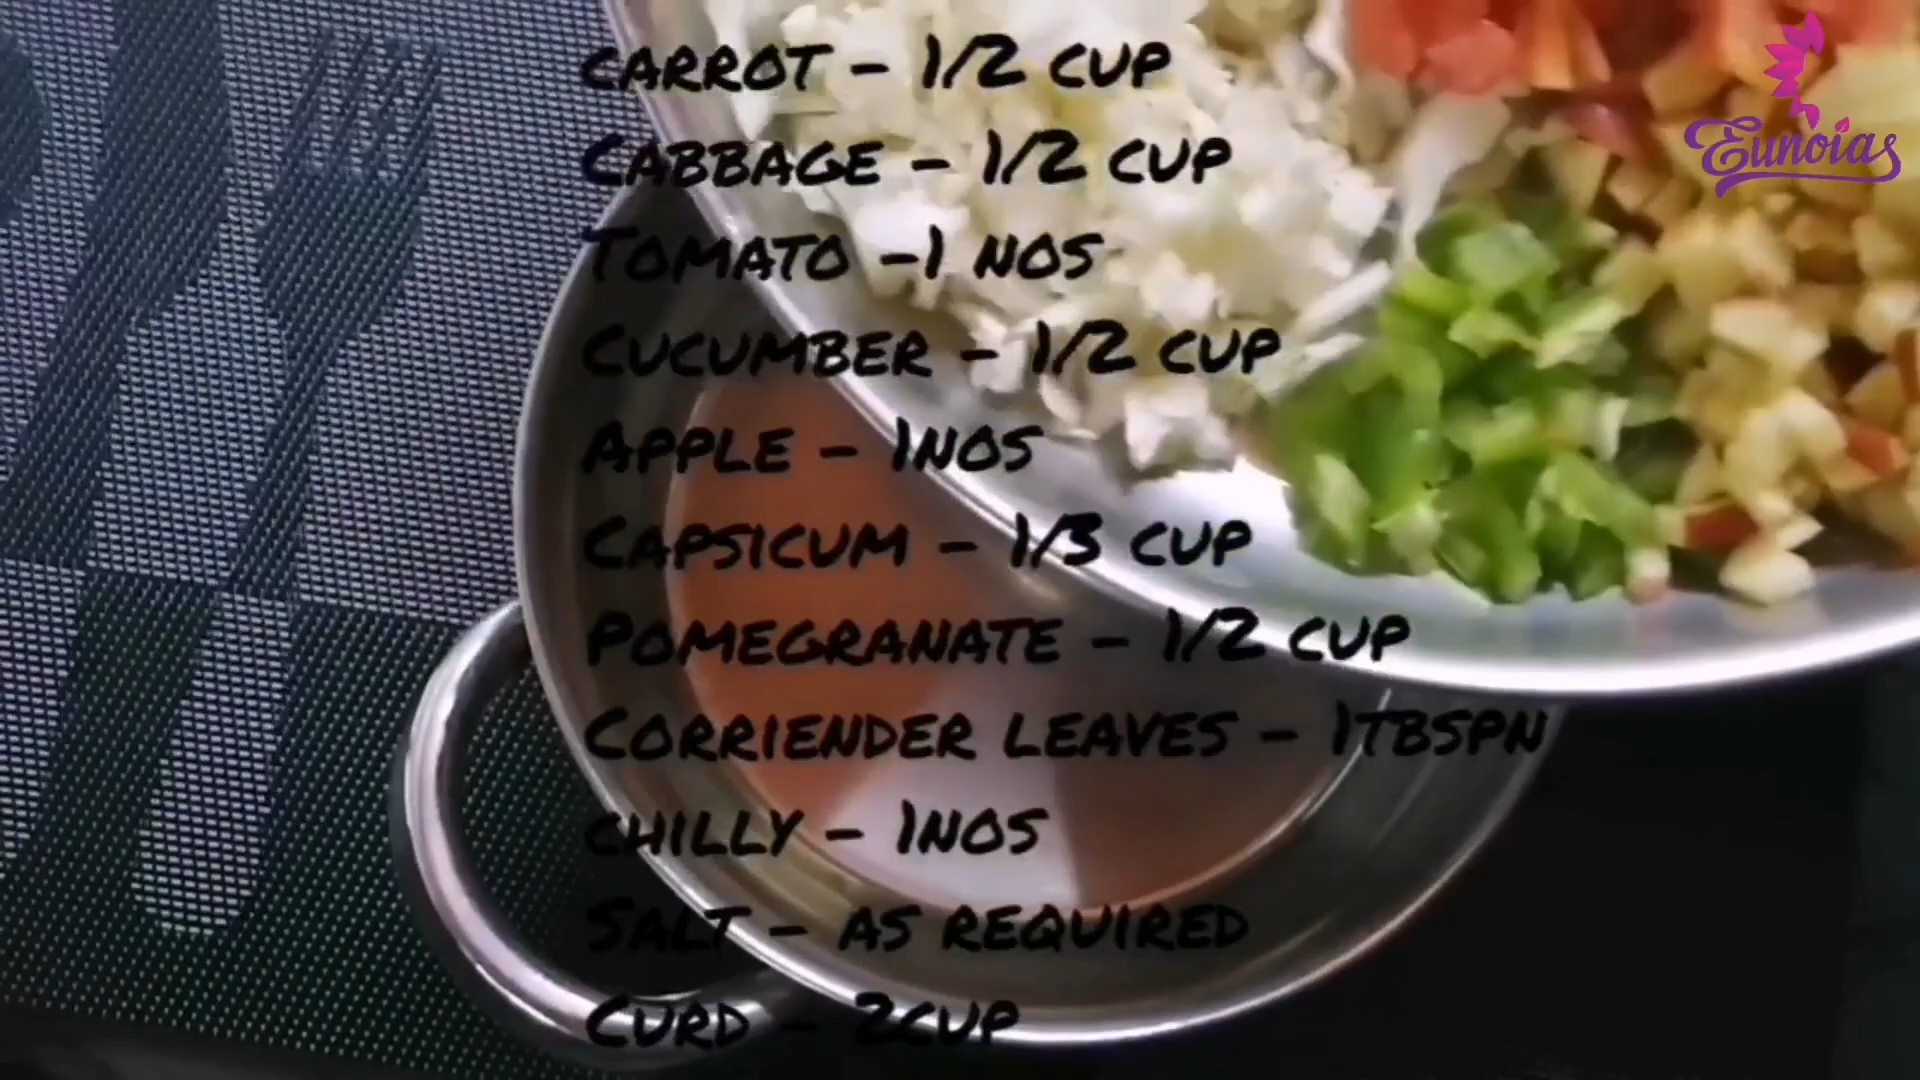 CARROT - 1/2 CUP
CABBAGE - 1/2 CUP
TOMATO -1 NOS
CUCUMBER - 1/2 CUP
APPLE - 1NOS
CAPSICUM - 1/3 CUP
POMEGRANATE - 1/2 CUP
CORRIENDER LEAVES - 1TBSPN
CHILLY - 1NOS
SALT - AS REQUIRED
CURD - 2CUP
Eunoias